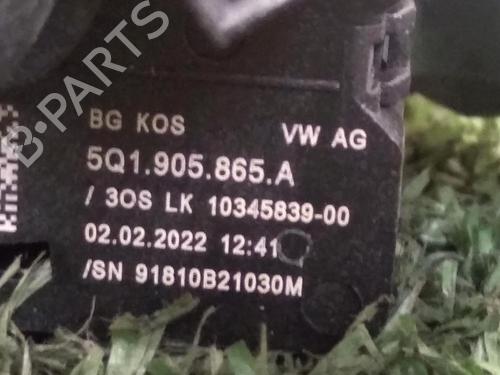 B-PARTS
BG KOS VW AG
5Q1.905.865.A
/ 3OS LK 10345839-00
02.02.2022 12:41
/SN 91810B21030M